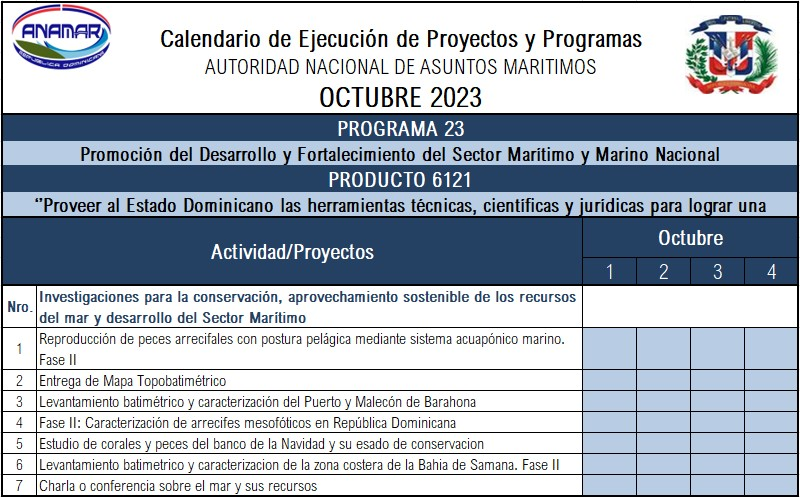 ANAMAR
REPUBLICA DOMINICANA
Calendario de Ejecución de Proyectos y Programas
AUTORIDAD NACIONAL DE ASUNTOS MARITIMOS
OCTUBRE 2023
PROGRAMA 23
Promoción del Desarrollo y Fortalecimiento del Sector Marítimo y Marino Nacional
PRODUCTO 6121
"Proveer al Estado Dominicano las herramientas técnicas, científicas y jurídicas para lograr una
Actividad/Proyectos
Octubre
1 2 3 4
Nro. Investigaciones para la conservación, aprovechamiento sostenible de los recursos
del mar y desarrollo del Sector Marítimo
1 Reproducción de peces arrecifales con postura pelágica mediante sistema acuapónico marino.
Fase II
2 Entrega de Mapa Topobatimétrico
3 Levantamiento batimétrico y caracterización del Puerto y Malecón de Barahona
4 Fase II: Caracterización de arrecifes mesofóticos en República Dominicana
5 Estudio de corales y peces del banco de la Navidad y su esado de conservacion
6 Levantamiento batimetrico y caracterizacion de la zona costera de la Bahia de Samana. Fase II
7 Charla o conferencia sobre el mar y sus recursos